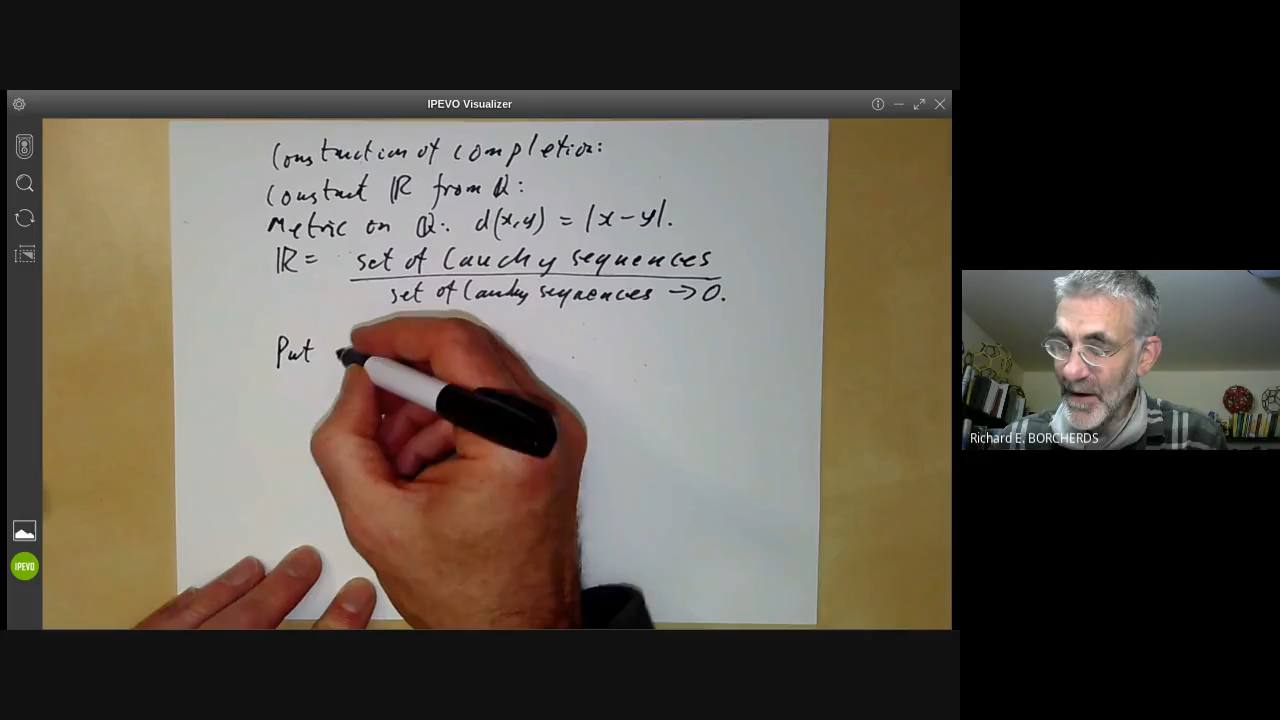 IPEVO Visualizer
Construction of completion:
Construct ℝ from ℚ:
Metric on ℚ: d(x,y) = |x-y|.
ℝ = set of Cauchy sequences
set of Cauchy sequences → 0.
Put
Richard E. BORCHERDS
IPEVO